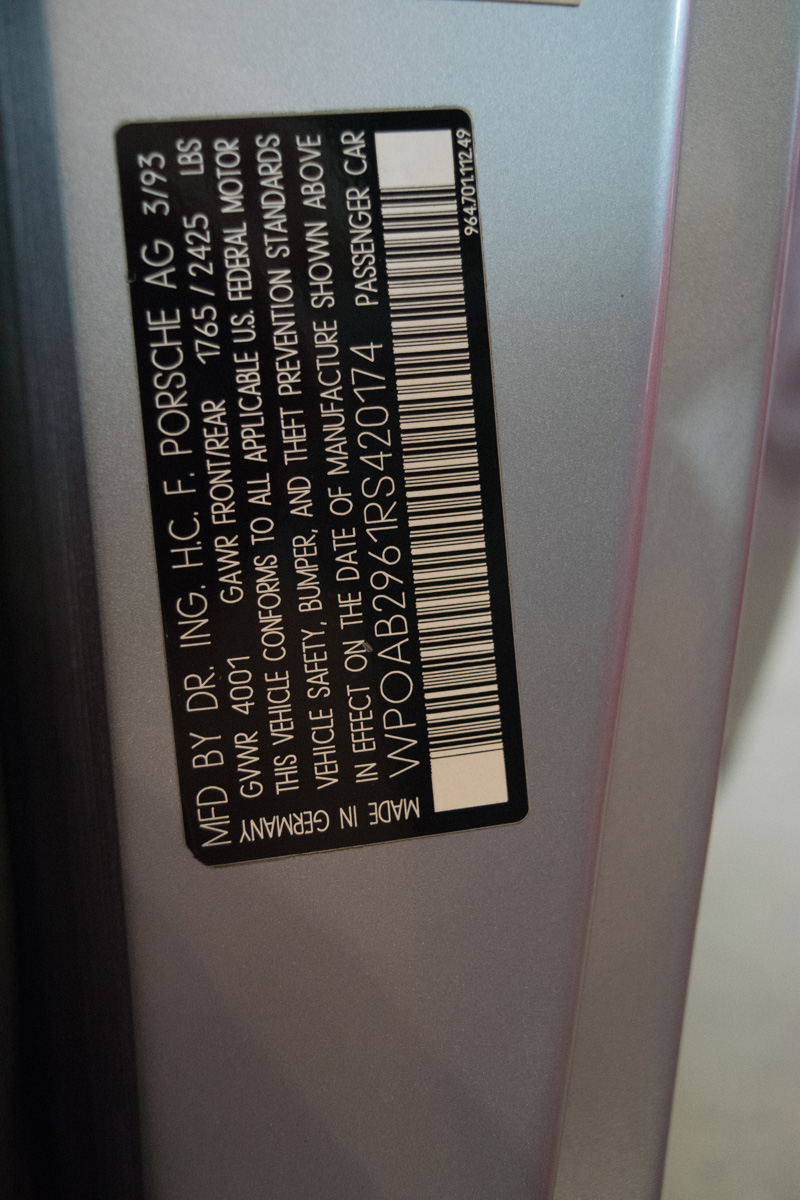 MFD BY DR. ING. H.C. F. PORSCHE AG 3/93
GVWR 4001 GAWR FRONT/REAR 1765 / 2425 LBS
THIS VEHICLE CONFORMS TO ALL APPLICABLE U.S. FEDERAL MOTOR
VEHICLE SAFETY, BUMPER, AND THEFT PREVENTION STANDARDS
IN EFFECT ON THE DATE OF MANUFACTURE SHOWN ABOVE
WPOAB2961RS420174 PASSENGER CAR
MADE IN GERMANY
964.701.112.49